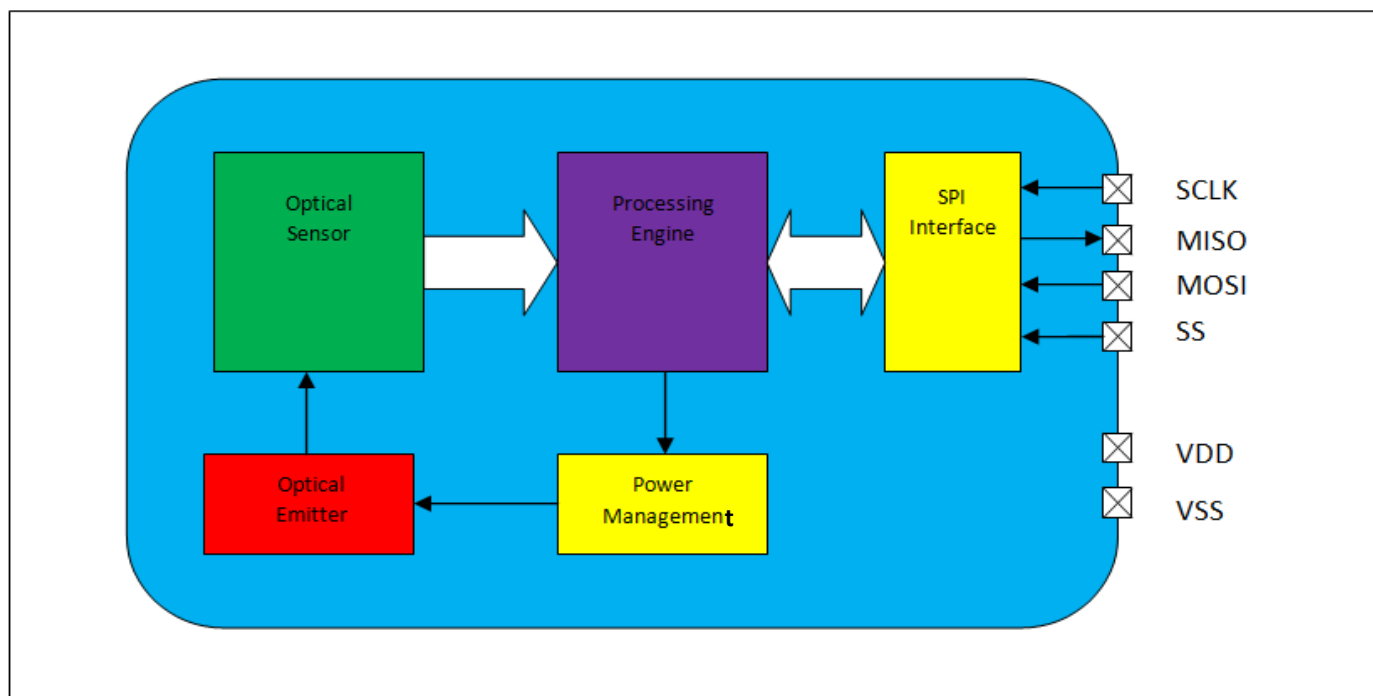 Optical
Sensor
Processing
Engine
SPI
Interface
SCLK
MISO
MOSI
SS
Optical
Emitter
Power
Management
VDD
VSS